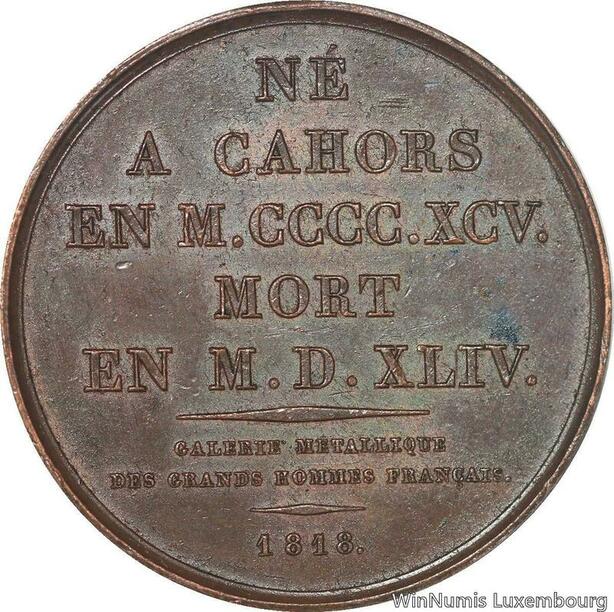 NÉ
A CAHORS
EN M.CCCC.XCV.
MORT
EN M.D.XLIV.
GALERIE MÉTALLIQUE
DES GRANDS HOMMES FRANÇAIS.
1818.
WinNumis Luxembourg